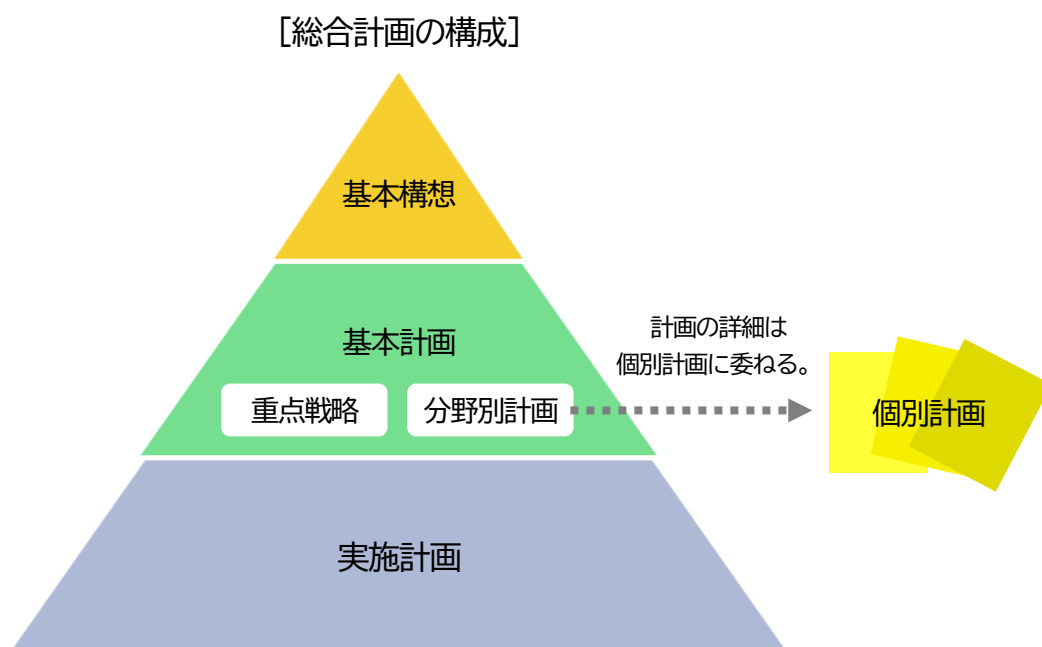 ［総合計画の構成］
基本構想
基本計画
重点戦略
分野別計画
計画の詳細は
個別計画に委ねる。
個別計画
実施計画